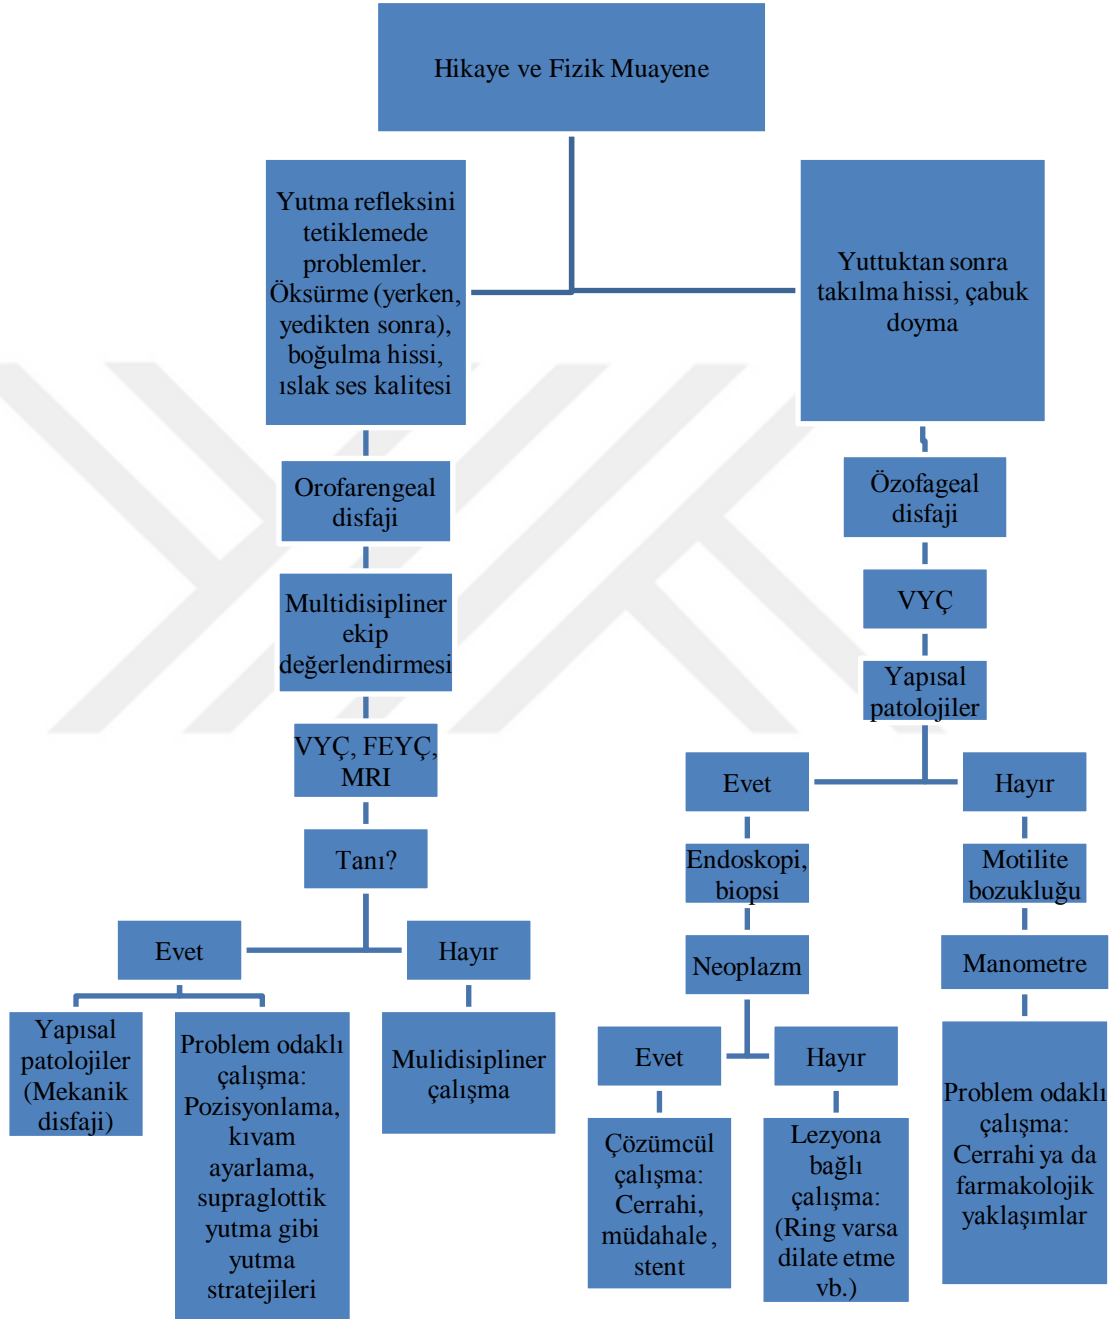 Hikaye ve Fizik Muayene
Yutma refleksini
tetiklemede
problemler.
Öksürme (yerken,
yedikten sonra),
boğulma hissi,
ıslak ses kalitesi
Yuttuktan sonra
takılma hissi, çabuk
doyma
Orofarengeal
disfaji
Özofageal
disfaji
Multidisipliner
ekip
değerlendirmesi
VYÇ
Yapısal
patolojiler
VYÇ, FEYÇ,
MRI
Tanı?
Evet
Hayır
Endoskopi,
biopsi
Motilite
bozukluğu
Evet
Hayır
Neoplazm
Manometre
Yapısal
patolojiler
(Mekanik
disfaji)
Problem odaklı
çalışma:
Pozisyonlama,
kıvam
ayarlama,
supraglottik
yutma gibi
yutma
stratejileri
Mulidisipliner
çalışma
Evet
Hayır
Çözümcül
çalışma:
Cerrahi,
müdahale ,
stent
Lezyona
bağlı
çalışma:
(Ring varsa
dilate etme
vb.)
Problem odaklı
çalışma:
Cerrahi ya da
farmakolojik
yaklaşımlar